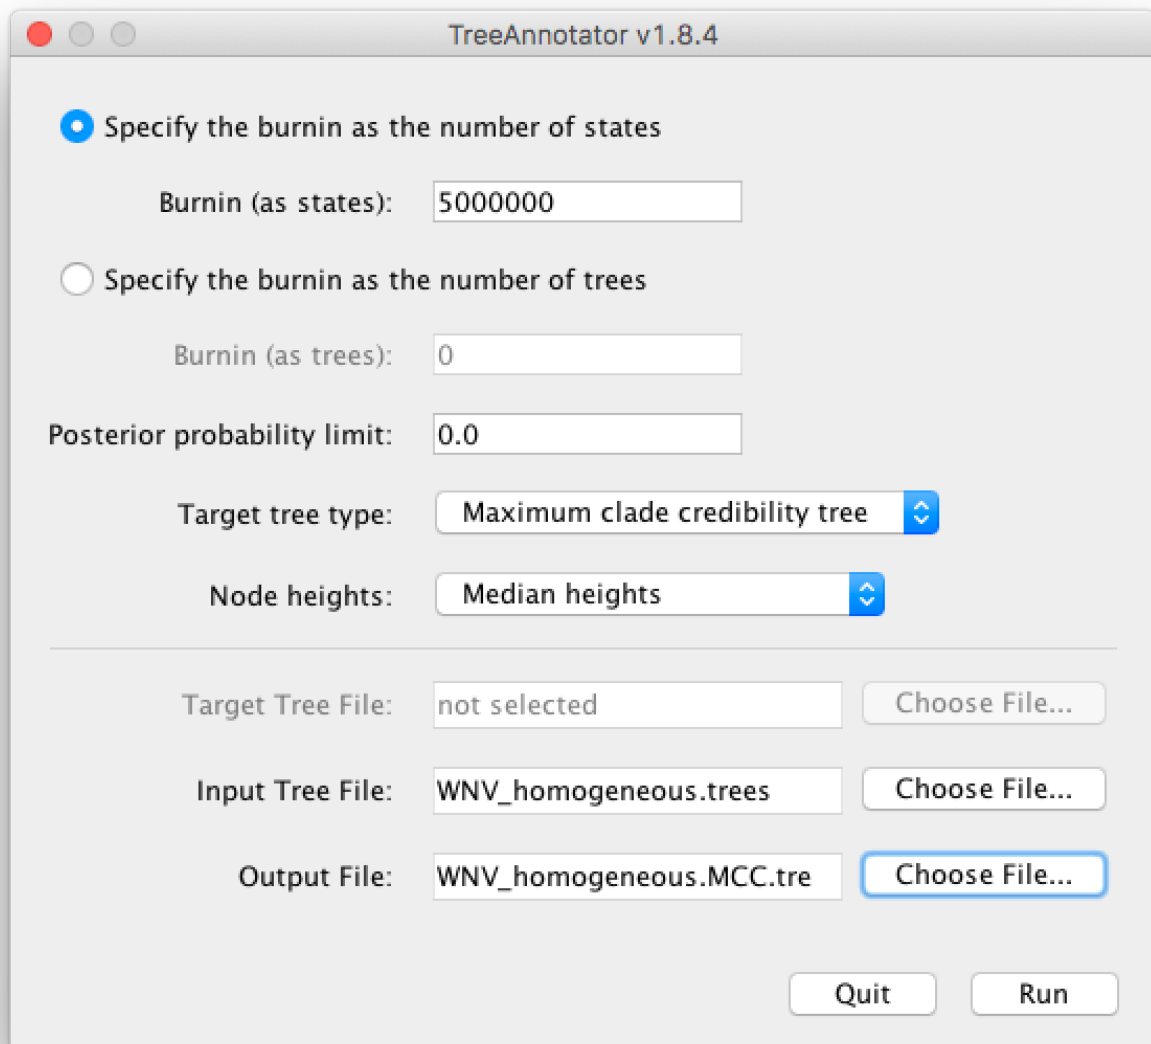 TreeAnnotator v1.8.4
Specify the burnin as the number of states
Burnin (as states): 5000000
Specify the burnin as the number of trees
Burnin (as trees): 0
Posterior probability limit: 0.0
Target tree type: Maximum clade credibility tree
Node heights: Median heights
Target Tree File: not selected Choose File...
Input Tree File: WNV_homogeneous.trees Choose File...
Output File: WNV_homogeneous.MCC.tre Choose File...
Quit Run